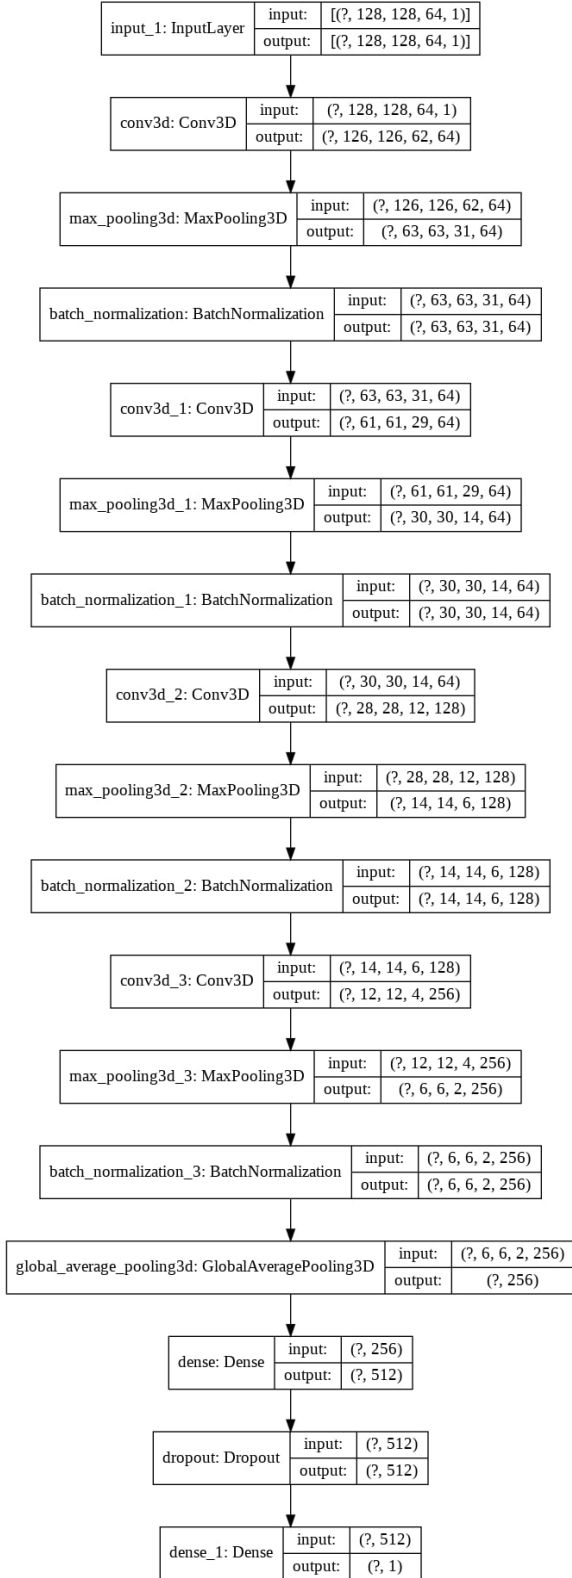 input_1: InputLayer
input: [(?, 128, 128, 64, 1)]
output: [(?, 128, 128, 64, 1)]
conv3d: Conv3D
input: (?, 128, 128, 64, 1)
output: (?, 126, 126, 62, 64)
max_pooling3d: MaxPooling3D
input: (?, 126, 126, 62, 64)
output: (?, 63, 63, 31, 64)
batch_normalization: BatchNormalization
input: (?, 63, 63, 31, 64)
output: (?, 63, 63, 31, 64)
conv3d_1: Conv3D
input: (?, 63, 63, 31, 64)
output: (?, 61, 61, 29, 64)
max_pooling3d_1: MaxPooling3D
input: (?, 61, 61, 29, 64)
output: (?, 30, 30, 14, 64)
batch_normalization_1: BatchNormalization
input: (?, 30, 30, 14, 64)
output: (?, 30, 30, 14, 64)
conv3d_2: Conv3D
input: (?, 30, 30, 14, 64)
output: (?, 28, 28, 12, 128)
max_pooling3d_2: MaxPooling3D
input: (?, 28, 28, 12, 128)
output: (?, 14, 14, 6, 128)
batch_normalization_2: BatchNormalization
input: (?, 14, 14, 6, 128)
output: (?, 14, 14, 6, 128)
conv3d_3: Conv3D
input: (?, 14, 14, 6, 128)
output: (?, 12, 12, 4, 256)
max_pooling3d_3: MaxPooling3D
input: (?, 12, 12, 4, 256)
output: (?, 6, 6, 2, 256)
batch_normalization_3: BatchNormalization
input: (?, 6, 6, 2, 256)
output: (?, 6, 6, 2, 256)
global_average_pooling3d: GlobalAveragePooling3D
input: (?, 6, 6, 2, 256)
output: (?, 256)
dense: Dense
input: (?, 256)
output: (?, 512)
dropout: Dropout
input: (?, 512)
output: (?, 512)
dense_1: Dense
input: (?, 512)
output: (?, 1)